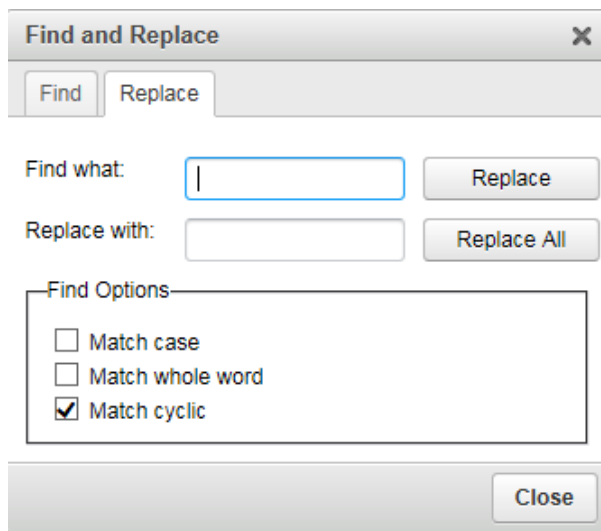 Find and Replace
Find Replace
Find what: Replace
Replace with: Replace All
Find Options
Match case
Match whole word
Match cyclic
Close